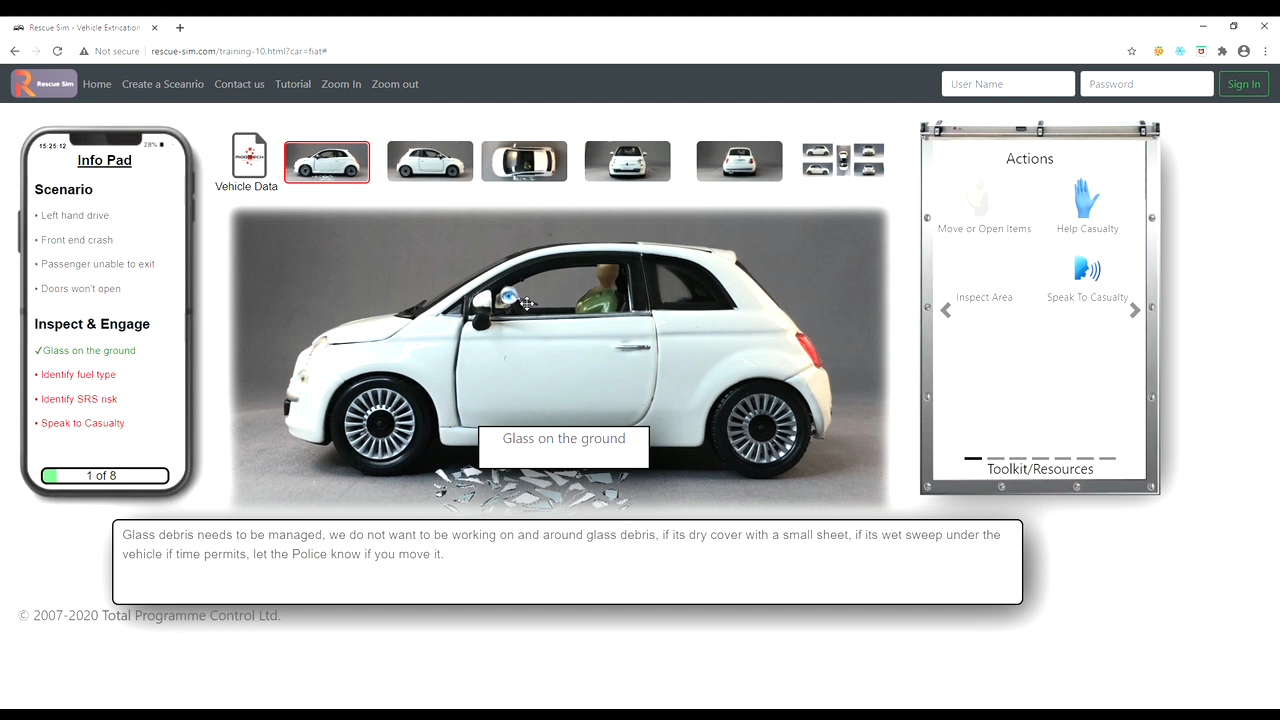 Rescue Sim - Vehicle Extrication
Not secure
rescue-sim.com/training-10.html?car=fiat#
Rescue Sim
Home
Create a Sceanrio
Contact us
Tutorial
Zoom In
Zoom out
User Name
Password
Sign In
15:25:12
28%
Info Pad
Scenario
• Left hand drive
• Front end crash
• Passenger unable to exit
• Doors won't open
Inspect & Engage
✓Glass on the ground
• Identify fuel type
• Identify SRS risk
• Speak to Casualty
1 of 8
Vehicle Data
Glass on the ground
Actions
Move or Open Items
Help Casualty
Inspect Area
Speak To Casualty
Toolkit/Resources
Glass debris needs to be managed, we do not want to be working on and around glass debris, if its dry cover with a small sheet, if its wet sweep under the
vehicle if time permits, let the Police know if you move it.
© 2007-2020 Total Programme Control Ltd.